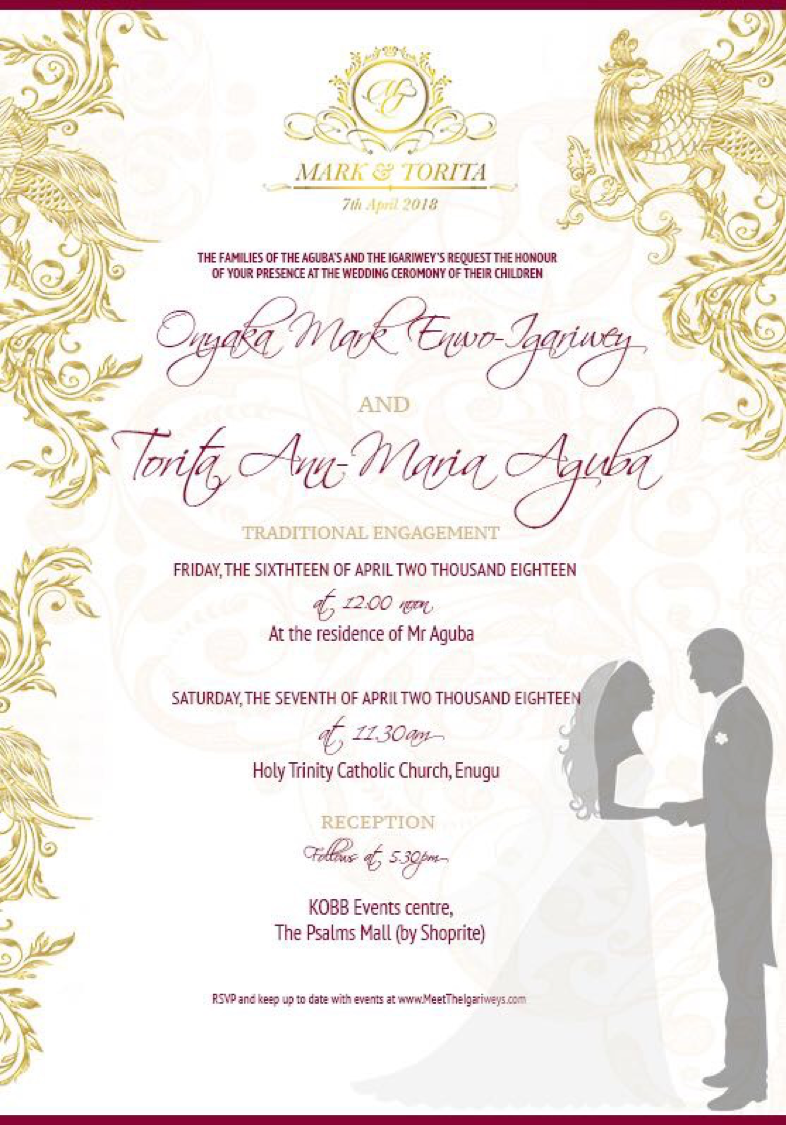 MARK & TORITA
7th April 2018
THE FAMILIES OF THE AGUBA'S AND THE IGARIWEY'S REQUEST THE HONOUR
OF YOUR PRESENCE AT THE WEDDING CEROMONY OF THEIR CHILDREN
Onyaka Mark Enwo-Igariwey
AND
Torita Ann-Maria Aguba
TRADITIONAL ENGAGEMENT
FRIDAY, THE SIXTHTEEN OF APRIL TWO THOUSAND EIGHTEEN
at 12:00 noon,
At the residence of Mr Aguba
SATURDAY, THE SEVENTH OF APRIL TWO THOUSAND EIGHTEEN
at 11.30am
Holy Trinity Catholic Church, Enugu
RECEPTION
Follows at 5.30pm
KOBB Events centre,
The Psalms Mall (by Shoprite)
RSVP and keep up to date with events at www.MeetTheIgariweys.com